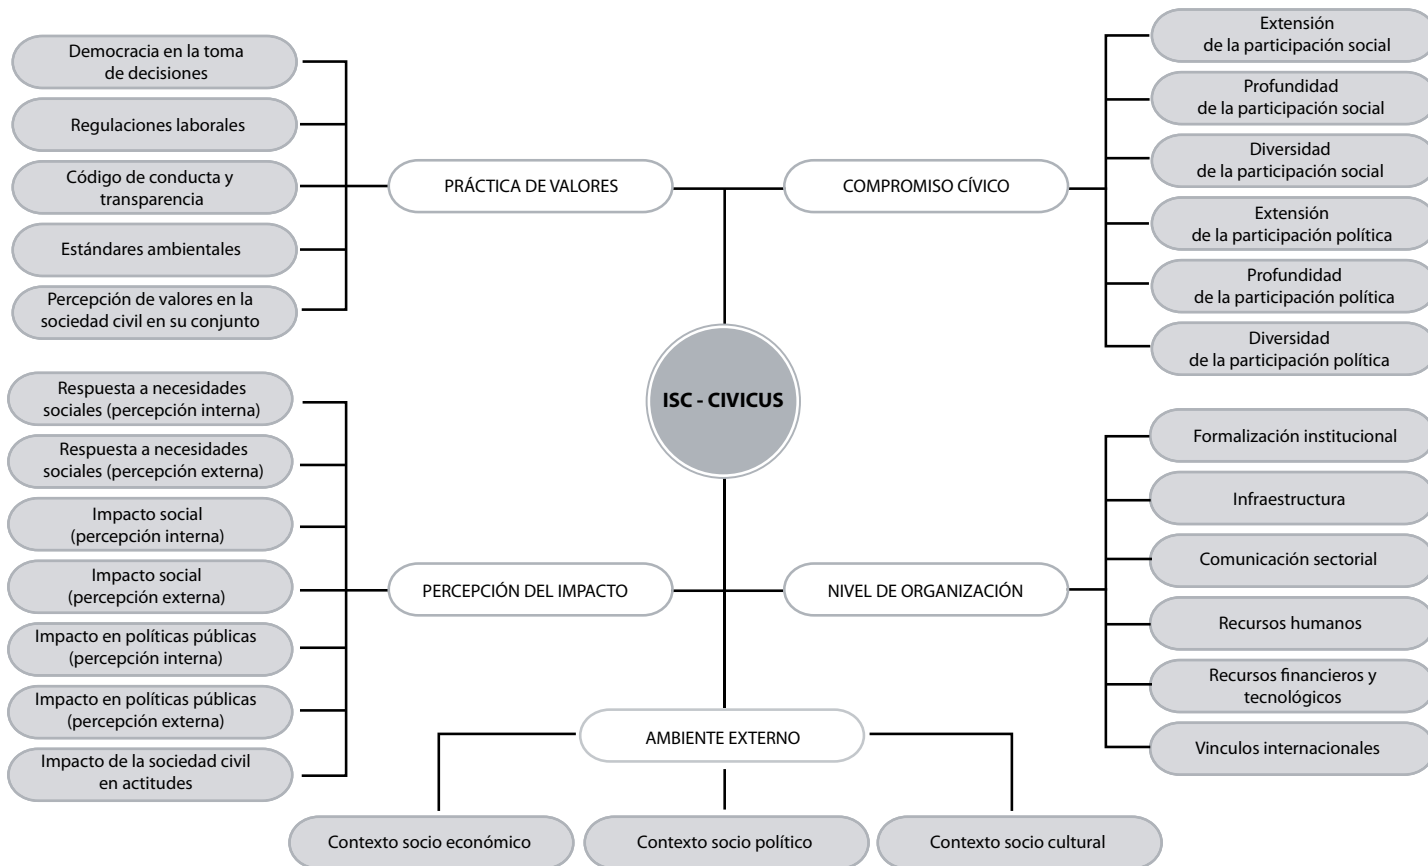 Democracia en la toma
de decisiones
Regulaciones laborales
Código de conducta y
transparencia
Estándares ambientales
Percepción de valores en la
sociedad civil en su conjunto
PRÁCTICA DE VALORES
COMPROMISO CÍVICO
Extensión
de la participación social
Profundidad
de la participación social
Diversidad
de la participación social
Extensión
de la participación política
Profundidad
de la participación política
Diversidad
de la participación política
ISC - CIVICUS
Respuesta a necesidades
sociales (percepción interna)
Respuesta a necesidades
sociales (percepción externa)
Impacto social
(percepción interna)
Impacto social
(percepción externa)
Impacto en políticas públicas
(percepción interna)
Impacto en políticas públicas
(percepción externa)
Impacto de la sociedad civil
en actitudes
PERCEPCIÓN DEL IMPACTO
NIVEL DE ORGANIZACIÓN
Formalización institucional
Infraestructura
Comunicación sectorial
Recursos humanos
Recursos financieros y
tecnológicos
Vinculos internacionales
AMBIENTE EXTERNO
Contexto socio económico
Contexto socio político
Contexto socio cultural